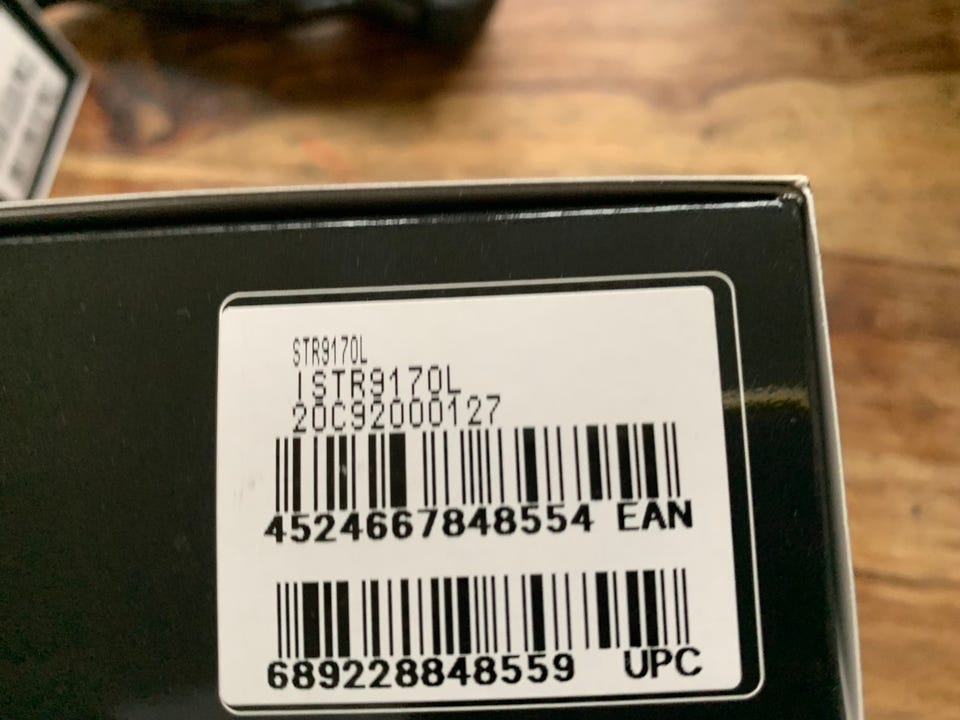 STR9170L
ISTR9170L
20C92000127
4524667848554 EAN
689228848559 UPC